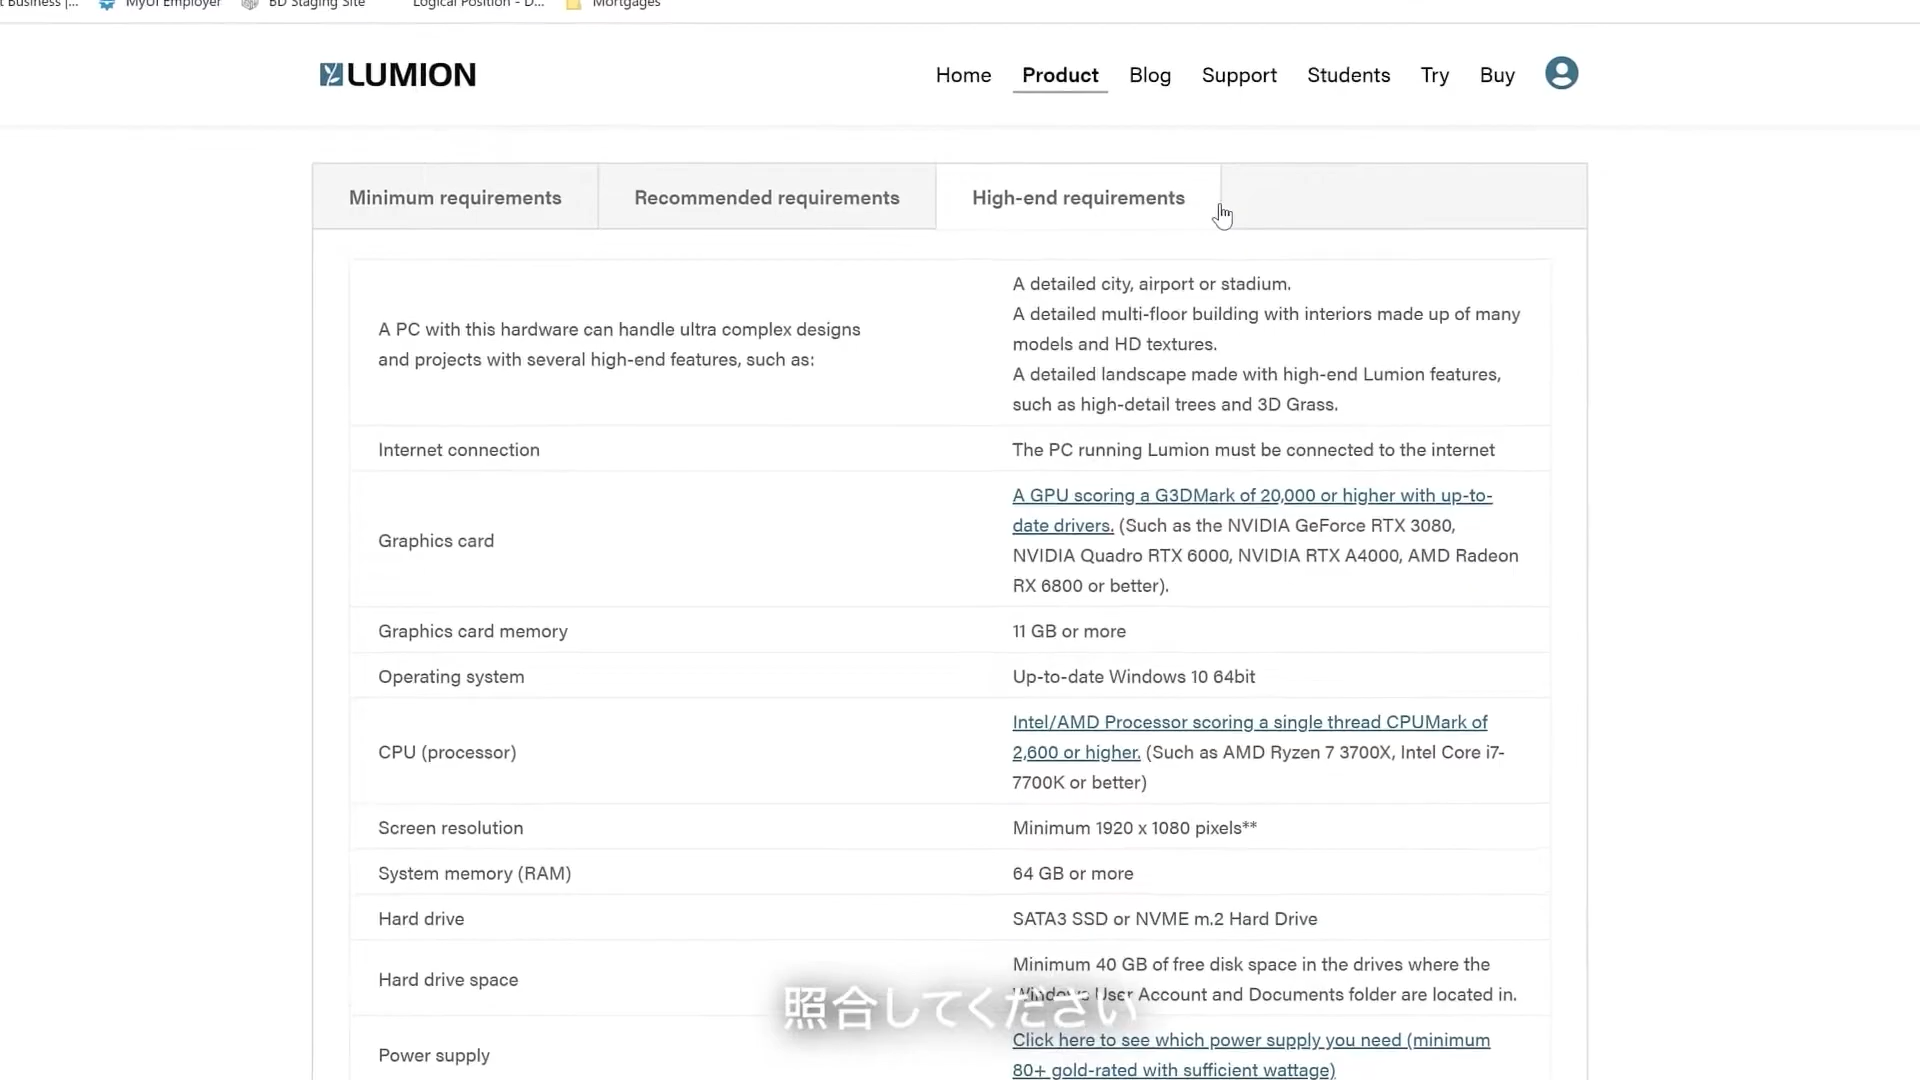 t Business |...
MyUI Employer
BD Staging Site
Logical Position - D...
Mortgages
LUMION
Home
Product
Blog
Support
Students
Try
Buy
Minimum requirements
Recommended requirements
High-end requirements
A PC with this hardware can handle ultra complex designs
and projects with several high-end features, such as:
A detailed city, airport or stadium.
A detailed multi-floor building with interiors made up of many
models and HD textures.
A detailed landscape made with high-end Lumion features,
such as high-detail trees and 3D Grass.
Internet connection
The PC running Lumion must be connected to the internet
Graphics card
A GPU scoring a G3DMark of 20,000 or higher with up-to-
date drivers. (Such as the NVIDIA GeForce RTX 3080,
NVIDIA Quadro RTX 6000, NVIDIA RTX A4000, AMD Radeon
RX 6800 or better).
Graphics card memory
11 GB or more
Operating system
Up-to-date Windows 10 64bit
CPU (processor)
Intel/AMD Processor scoring a single thread CPUMark of
2,600 or higher. (Such as AMD Ryzen 7 3700X, Intel Core i7-
7700K or better)
Screen resolution
Minimum 1920 x 1080 pixels**
System memory (RAM)
64 GB or more
Hard drive
SATA3 SSD or NVME m.2 Hard Drive
Hard drive space
Minimum 40 GB of free disk space in the drives where the
Windows User Account and Documents folder are located in.
照合してください
Power supply
Click here to see which power supply you need (minimum
80+ gold-rated with sufficient wattage)